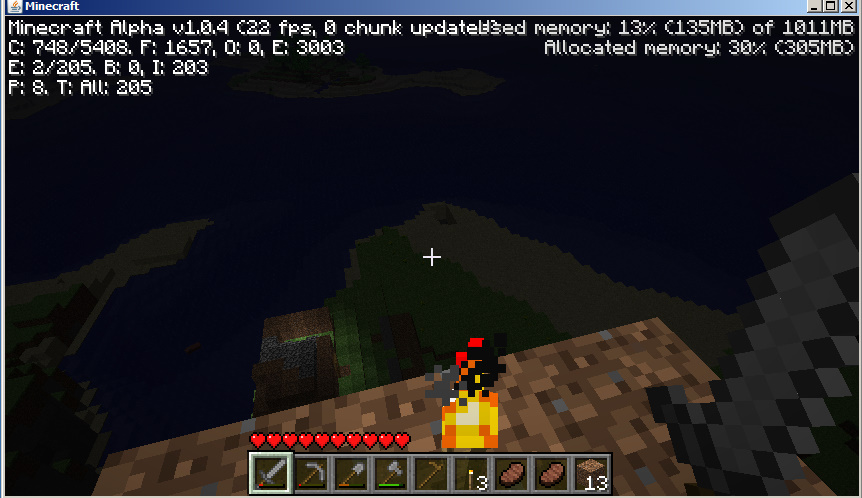 Minecraft
Minecraft Alpha v1.0.4 (22 fps, 0 chunk updates) Used memory: 13% (135MB) of 1011MB
C: 748/5408. F: 1657, O: 0, E: 3003 Allocated memory: 30% (305MB)
E: 2/205. B: 0, I: 203
P: 8. T: All: 205
3 13